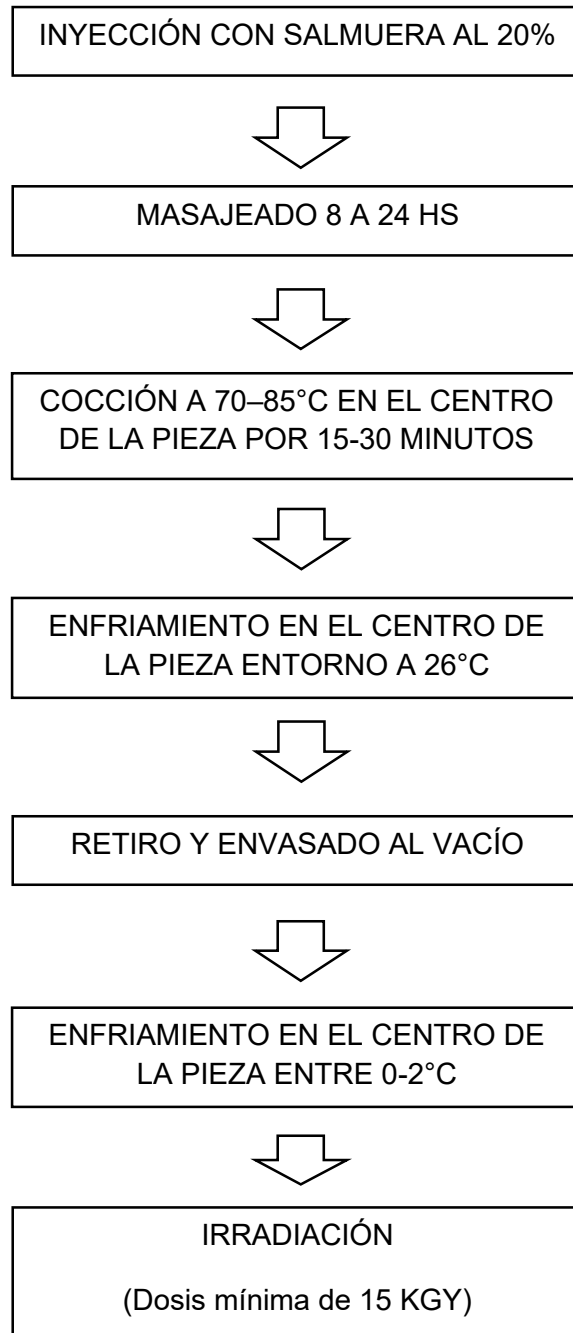 INYECCIÓN CON SALMUERA AL 20%
MASAJEADO 8 A 24 HS
COCCIÓN A 70–85°C EN EL CENTRO
DE LA PIEZA POR 15-30 MINUTOS
ENFRIAMIENTO EN EL CENTRO DE
LA PIEZA ENTORNO A 26°C
RETIRO Y ENVASADO AL VACÍO
ENFRIAMIENTO EN EL CENTRO DE
LA PIEZA ENTRE 0-2°C
IRRADIACIÓN
(Dosis mínima de 15 KGY)